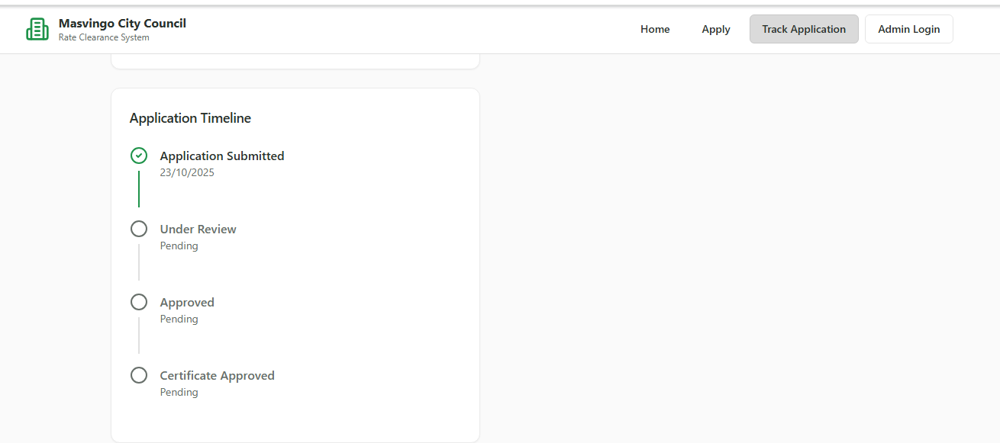 Masvingo City Council
Rate Clearance System
Home
Apply
Track Application
Admin Login
Application Timeline
Application Submitted
23/10/2025
Under Review
Pending
Approved
Pending
Certificate Approved
Pending